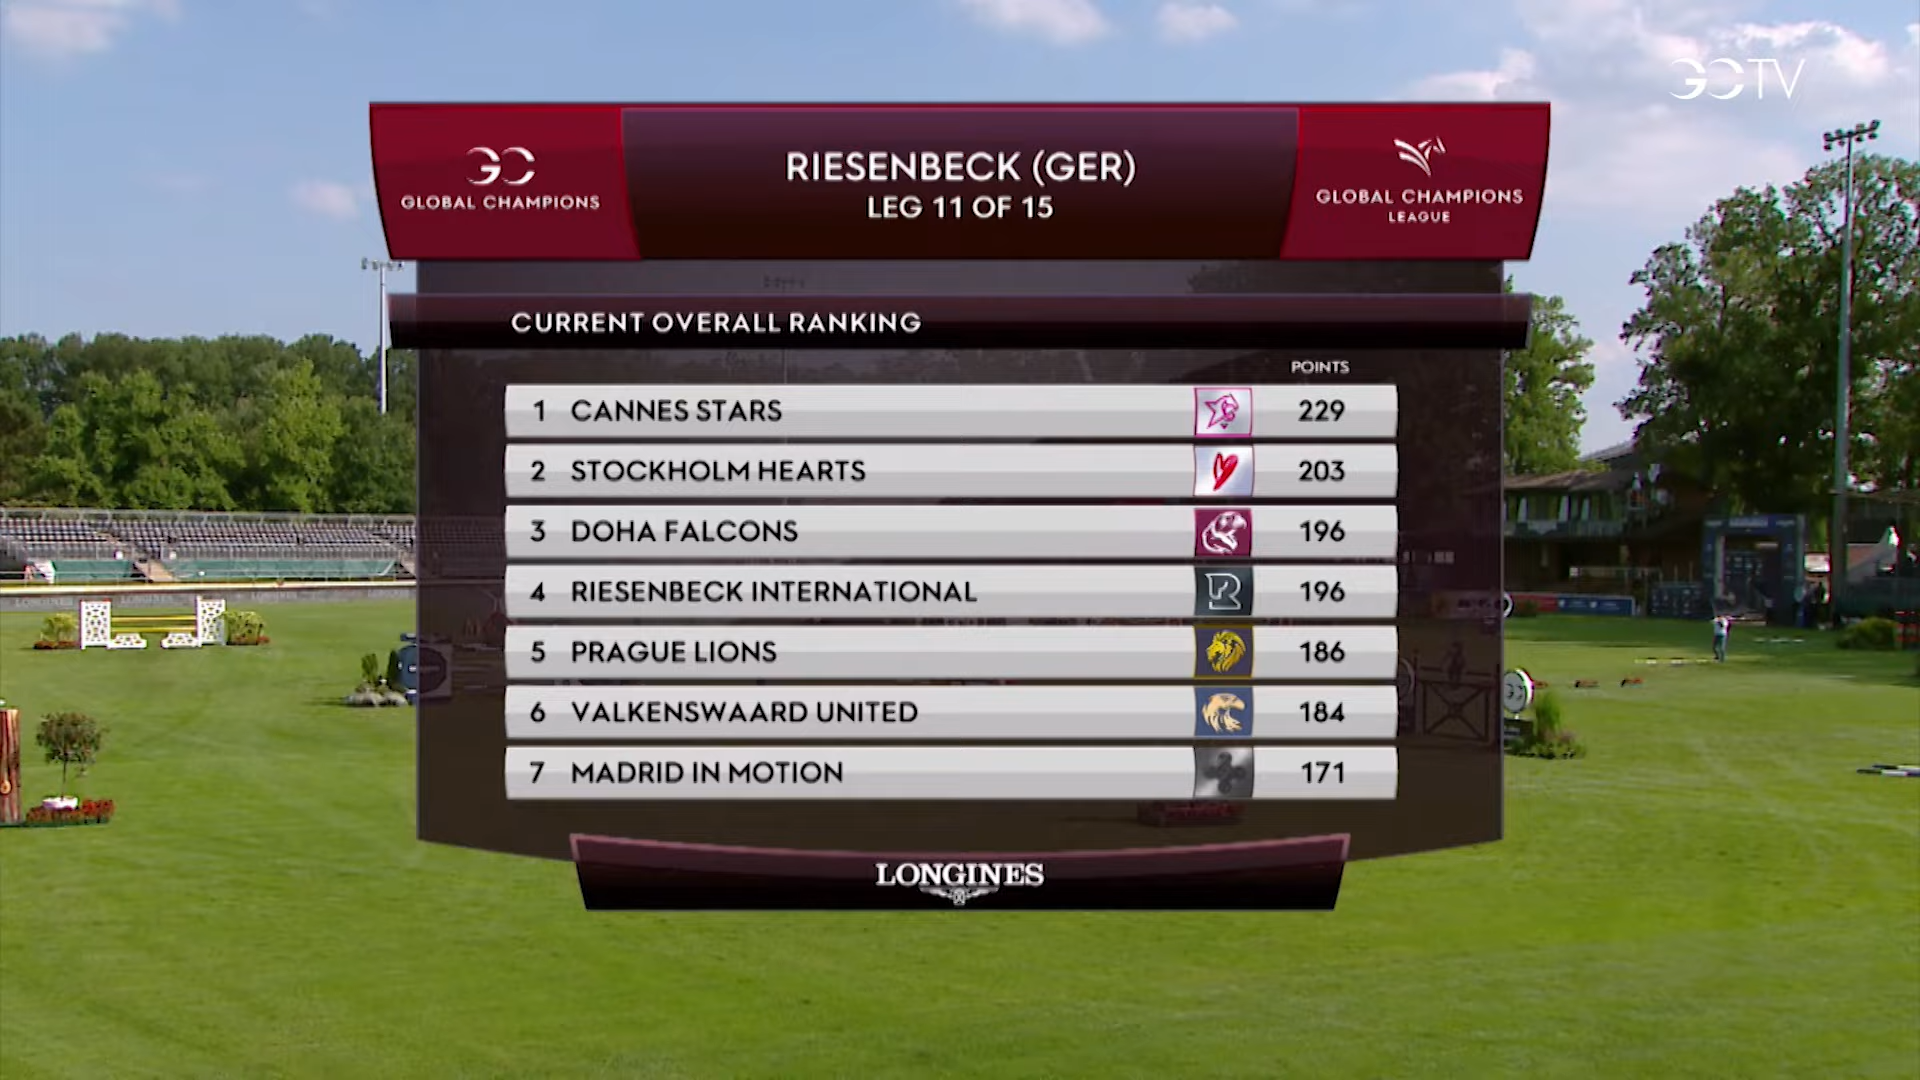 GCTV
GC
GLOBAL CHAMPIONS
RIESENBECK (GER)
LEG 11 OF 15
GLOBAL CHAMPIONS
LEAGUE
CURRENT OVERALL RANKING
POINTS
1 CANNES STARS 229
2 STOCKHOLM HEARTS 203
3 DOHA FALCONS 196
4 RIESENBECK INTERNATIONAL R 196
5 PRAGUE LIONS 186
6 VALKENSWAARD UNITED 184
7 MADRID IN MOTION 171
LONGINES
LONGINES